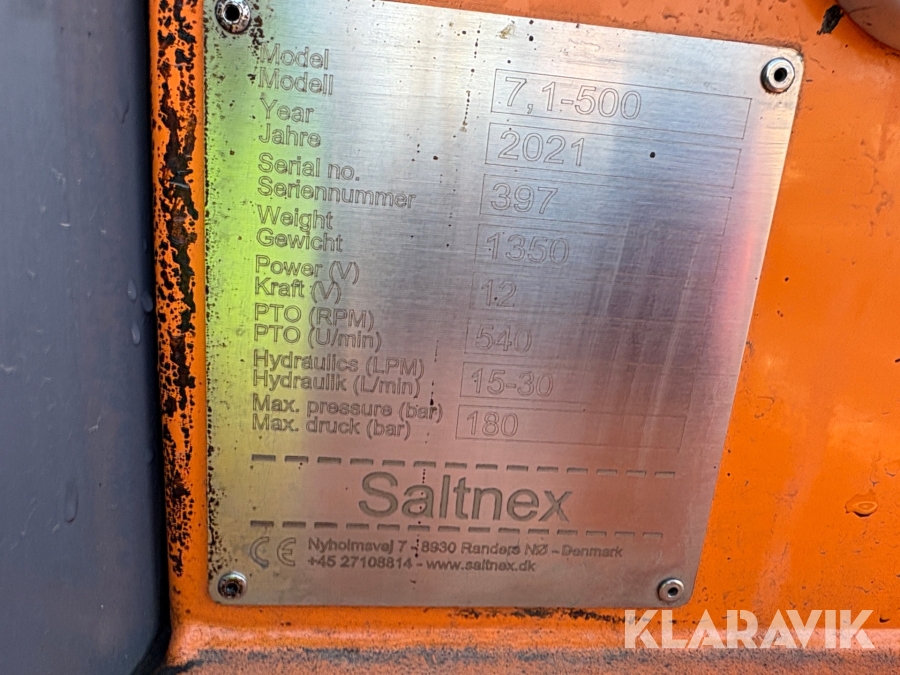 Model
Modell
7,1-500
Year
Jahre
2021
Serial no.
Seriennummer
397
Weight
Gewicht
1350
Power (V)
Kraft (V)
12
PTO (RPM)
PTO (U/min)
540
Hydraulics (LPM)
Hydraulik (L/min)
15-30
Max. pressure (bar)
Max. druck (bar)
180
Saltnex
CE
Nyholmsvej 7 - 8930 Randers NØ - Denmark
+45 27108814 - www.saltnex.dk
KLARAVIK